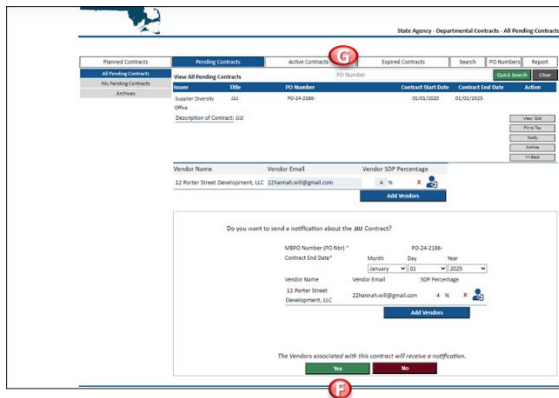 State Agency - Departmental Contracts - All Pending Contracts
Planned Contracts Pending Contracts Active Contracts G Expired Contracts Search PO Numbers Report
All Pending Contracts View All Pending Contracts PO Number Quick Search Clear
My Pending Contracts Issuer Title PO Number Contract Start Date Contract End Date Action
Archives Supplier Diversity JJJ PO-24-2186- 01/01/2020 01/01/2025
Office
Description of Contract: JJJ View / Edit
Pin to Top
Notify
Archive
<< Back
Vendor Name Vendor Email Vendor SDP Percentage
12 Porter Street Development, LLC 22hannah.will@gmail.com 4 % X
Add Vendors
Do you want to send a notification about the JJJ Contract?
MBPO Number (PO Nbr) * PO-24-2186-
Contract End Date* Month Day Year
January 01 2025
Vendor Name Vendor Email SDP Percentage
12 Porter Street
Development, LLC 22hannah.will@gmail.com 4 % X
Add Vendors
The Vendors associated with this contract will receive a notification.
Yes No
F